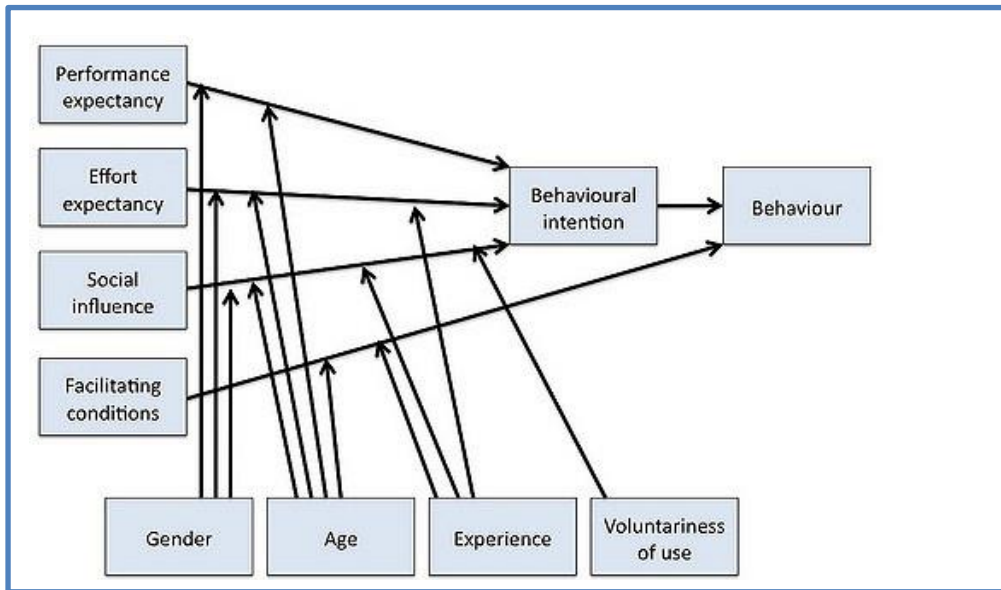 Performance
expectancy
Effort
expectancy
Social
influence
Facilitating
conditions
Behavioural
intention
Behaviour
Gender
Age
Experience
Voluntariness
of use